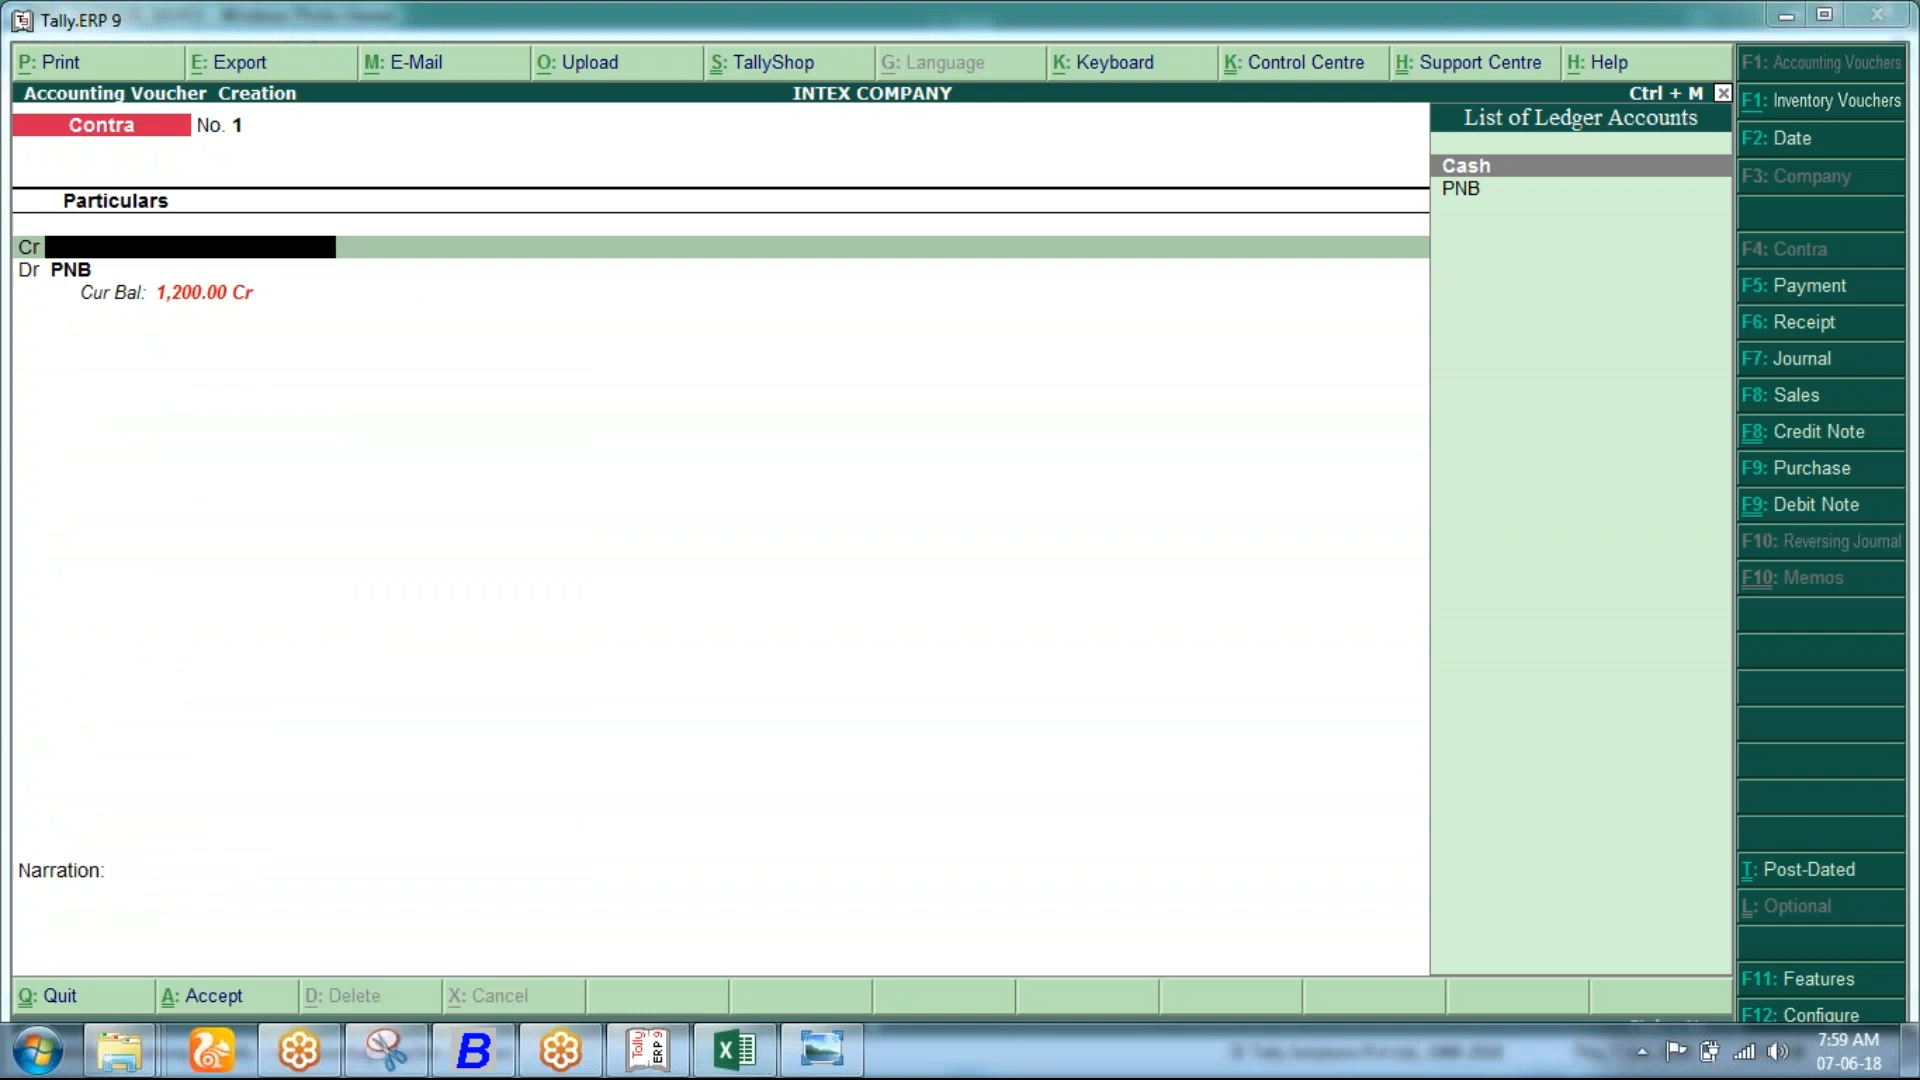 Tally.ERP 9
P: Print
E: Export
M: E-Mail
O: Upload
S: TallyShop
G: Language
K: Keyboard
K: Control Centre
H: Support Centre
H: Help
Accounting Voucher Creation
INTEX COMPANY
Ctrl + M
Contra No. 1
Particulars
Cr
Dr PNB
Cur Bal: 1,200.00 Cr
Narration:
List of Ledger Accounts
Cash
PNB
F1: Accounting Vouchers
F1: Inventory Vouchers
F2: Date
F3: Company
F4: Contra
F5: Payment
F6: Receipt
F7: Journal
F8: Sales
F8: Credit Note
F9: Purchase
F9: Debit Note
F10: Reversing Journal
F10: Memos
T: Post-Dated
L: Optional
F11: Features
F12: Configure
Q: Quit
A: Accept
D: Delete
X: Cancel
B
Tally
ERP 9
X
7:59 AM
07-06-18